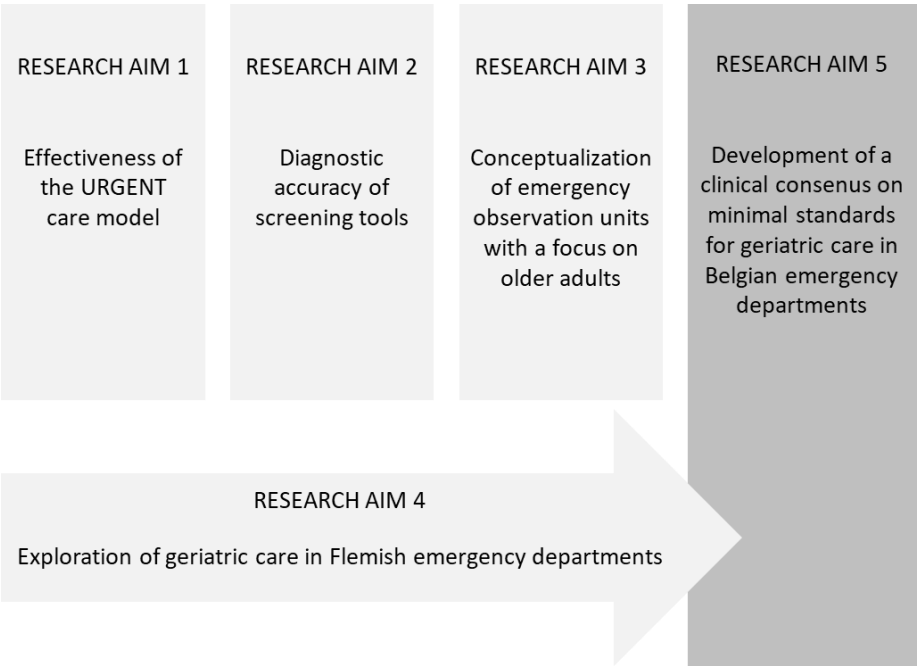 RESEARCH AIM 1
Effectiveness of
the URGENT
care model
RESEARCH AIM 2
Diagnostic
accuracy of
screening tools
RESEARCH AIM 3
Conceptualization
of emergency
observation units
with a focus on
older adults
RESEARCH AIM 5
Development of a
clinical consenus on
minimal standards
for geriatric care in
Belgian emergency
departments
RESEARCH AIM 4
Exploration of geriatric care in Flemish emergency departments